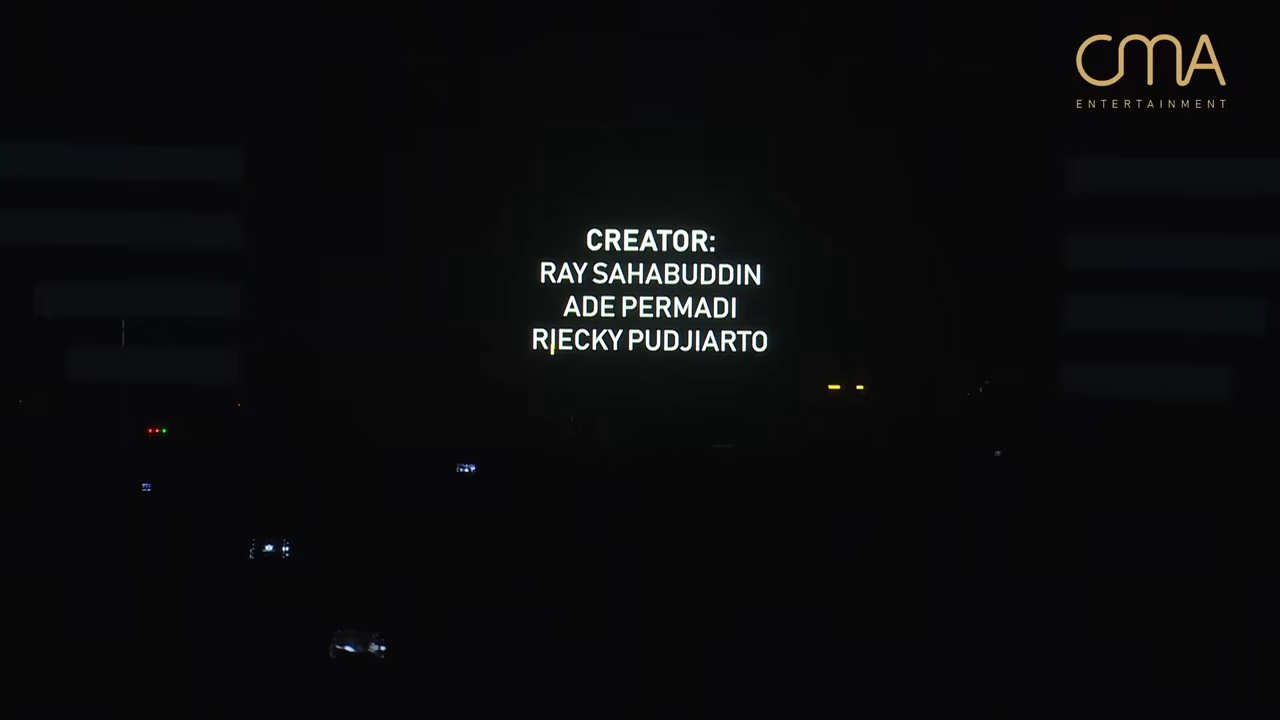 CMA
ENTERTAINMENT
CREATOR:
RAY SAHABUDDIN
ADE PERMADI
RIECKY PUDJIARTO